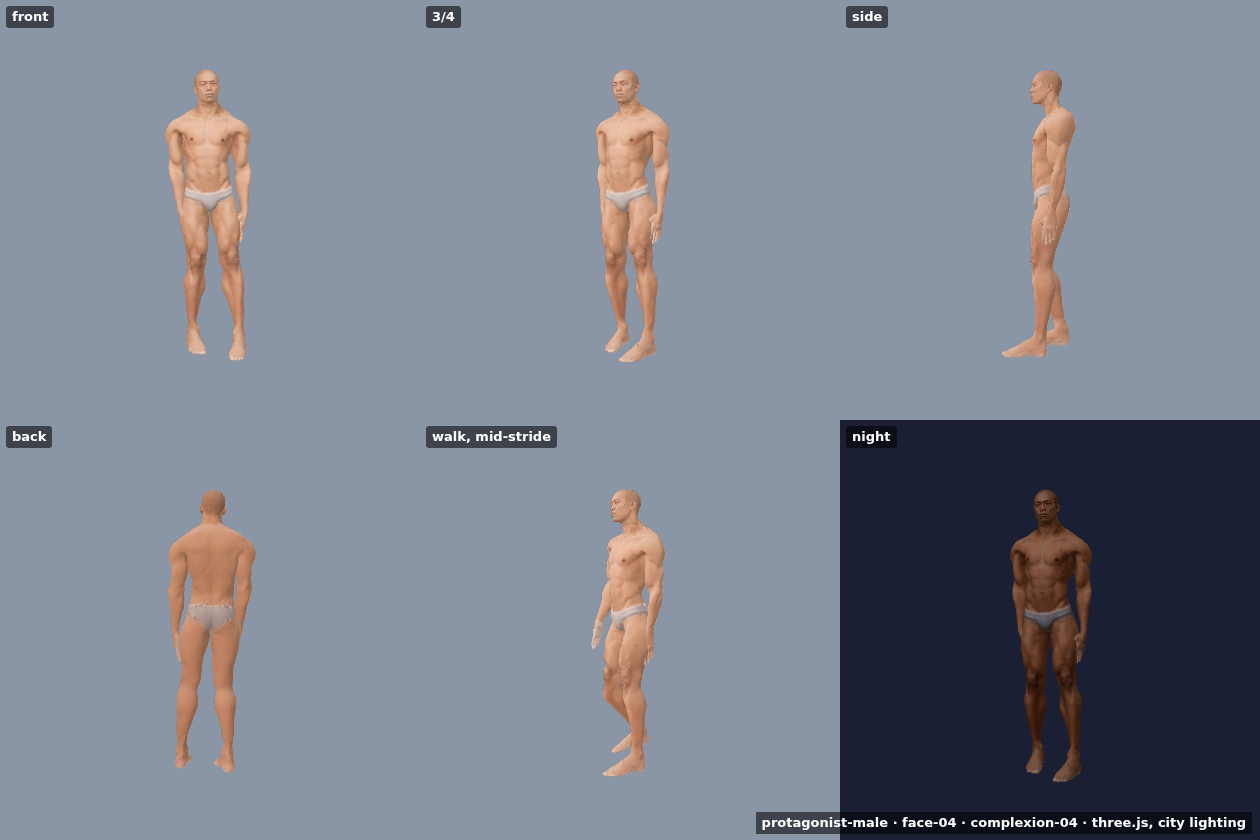 front
3/4
side
back
walk, mid-stride
night
protagonist-male · face-04 · complexion-04 · three.js, city lighting